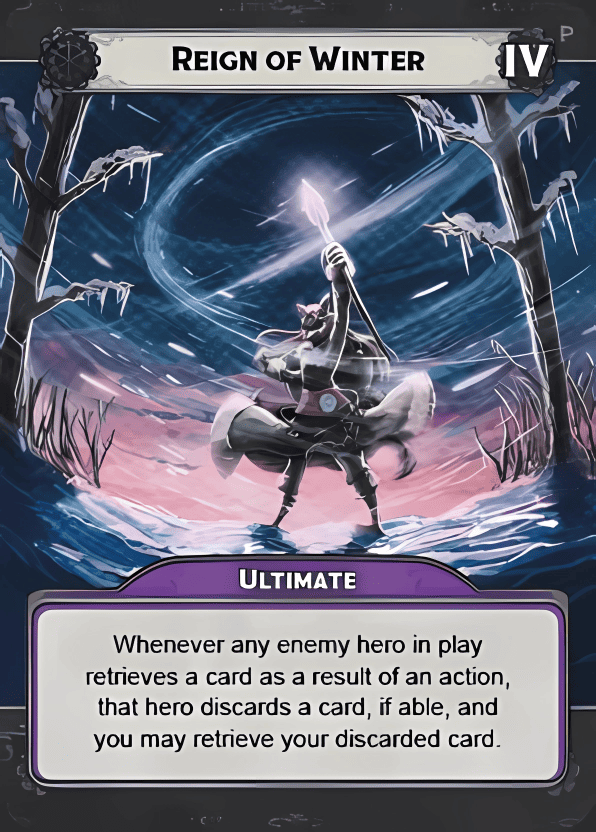 P
REIGN OF WINTER
IV
ULTIMATE
Whenever any enemy hero in play
retrieves a card as a result of an action,
that hero discards a card, if able, and
you may retrieve your discarded card.